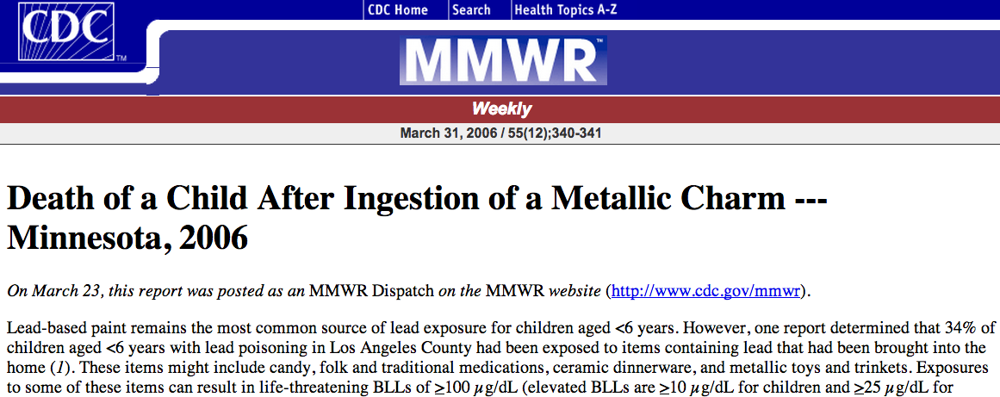 CDC Home Search Health Topics A-Z
CDC TM
MMWR™
Weekly
March 31, 2006 / 55(12);340-341
Death of a Child After Ingestion of a Metallic Charm ---
Minnesota, 2006
On March 23, this report was posted as an MMWR Dispatch on the MMWR website (http://www.cdc.gov/mmwr).
Lead-based paint remains the most common source of lead exposure for children aged <6 years. However, one report determined that 34% of
children aged <6 years with lead poisoning in Los Angeles County had been exposed to items containing lead that had been brought into the
home (1). These items might include candy, folk and traditional medications, ceramic dinnerware, and metallic toys and trinkets. Exposures
to some of these items can result in life-threatening BLLs of ≥100 µg/dL (elevated BLLs are ≥10 µg/dL for children and ≥25 µg/dL for